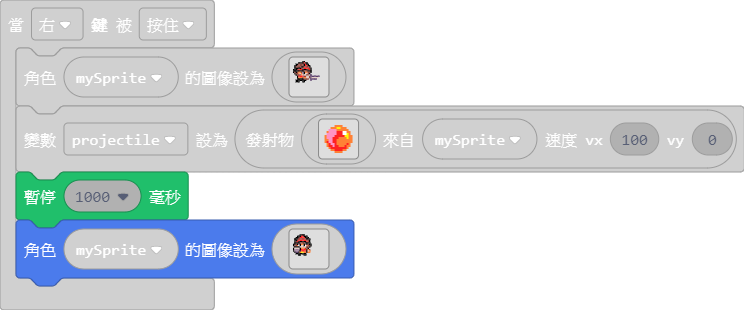 當 右 鍵 被 按住
角色 mySprite 的圖像設為
變數 projectile 設為 發射物 來自 mySprite 速度 vx 100 vy 0
暫停 1000 毫秒
角色 mySprite 的圖像設為